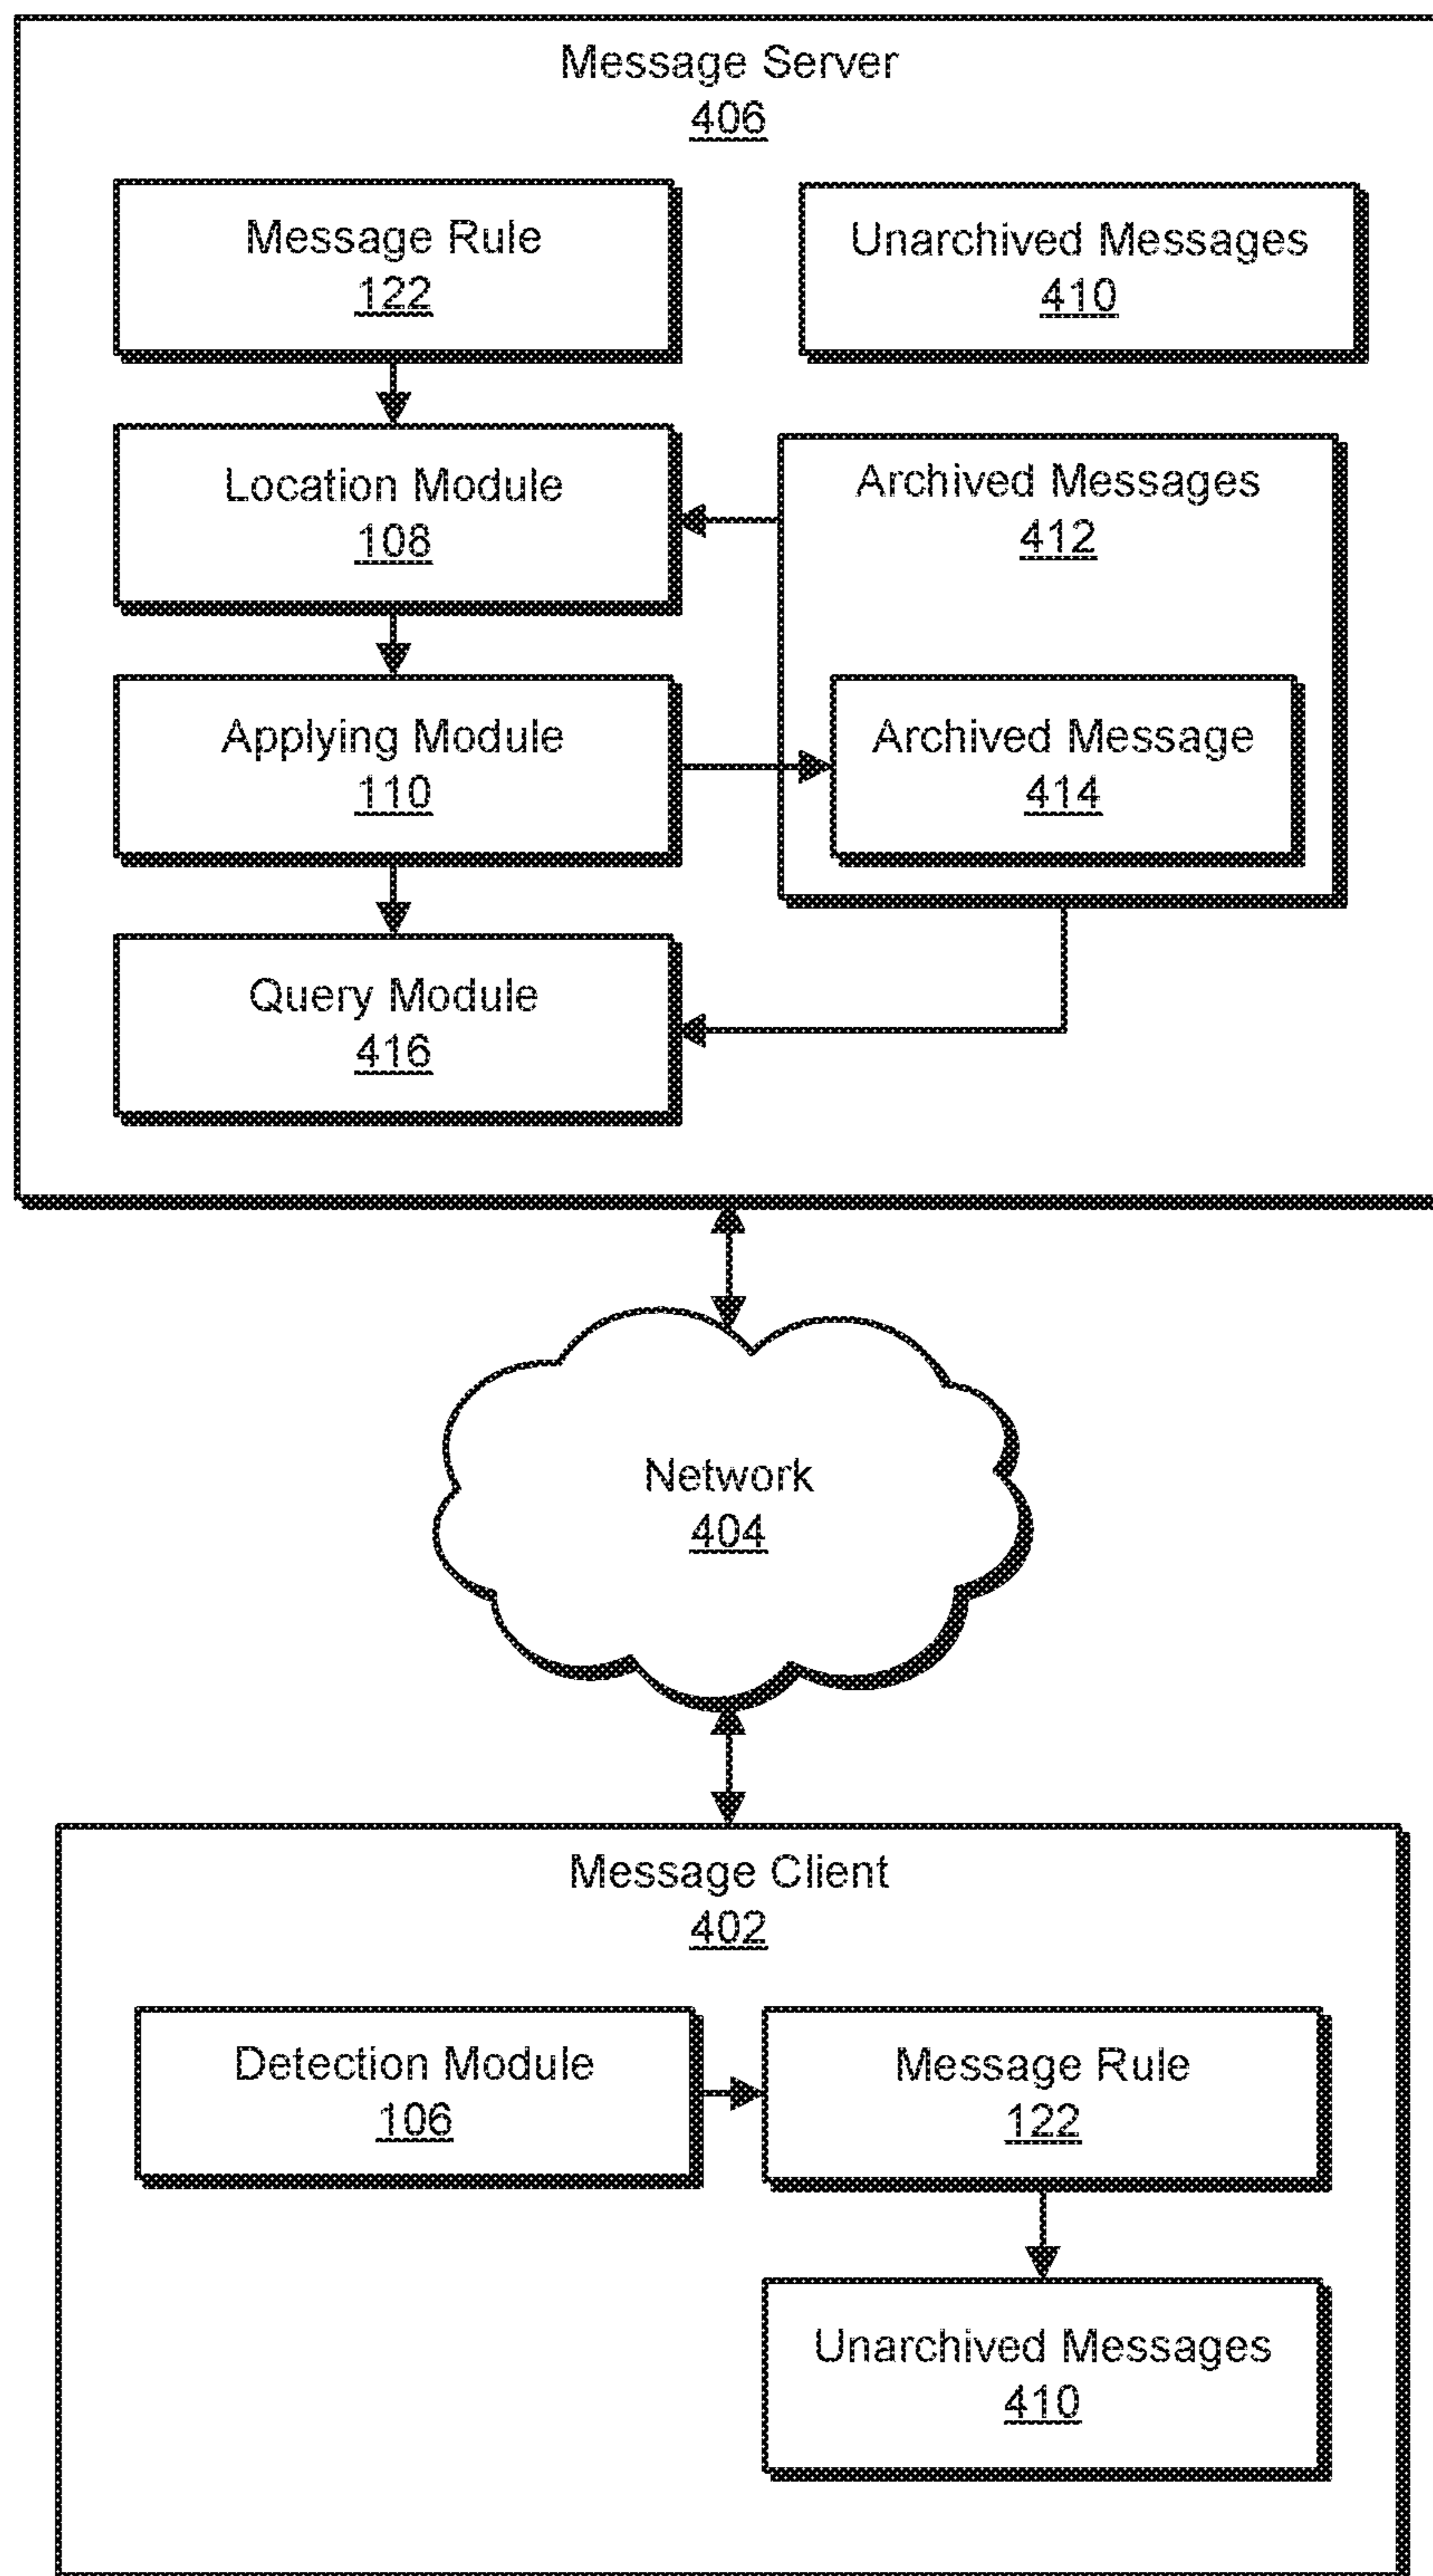 Message Server
406
Message Rule
122
Unarchived Messages
410
Location Module
108
Archived Messages
412
Applying Module
110
Archived Message
414
Query Module
416
Network
404
Message Client
402
Detection Module
106
Message Rule
122
Unarchived Messages
410